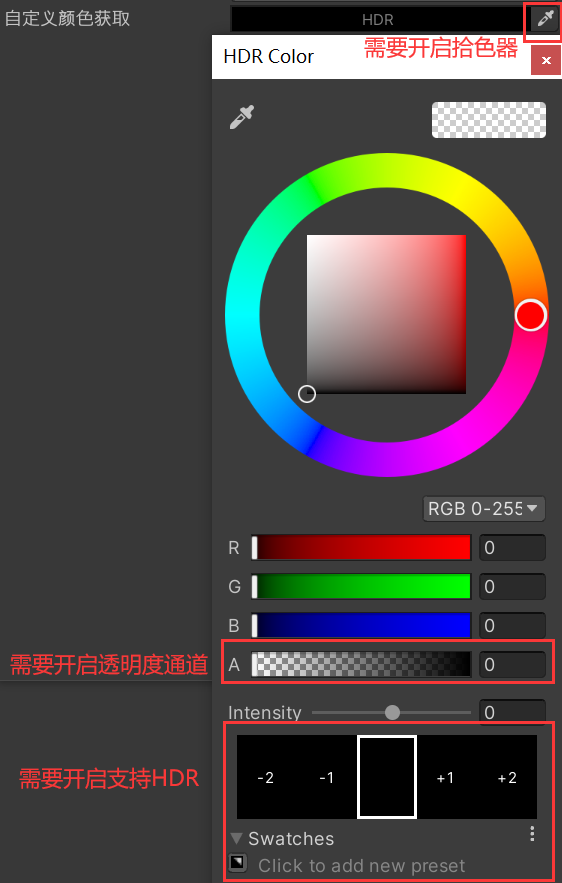 自定义颜色获取
HDR
需要开启拾色器
HDR Color
RGB 0-255
R 0
G 0
B 0
A 0
需要开启透明度通道
Intensity 0
需要开启支持HDR
-2 -1 +1 +2
Swatches
Click to add new preset